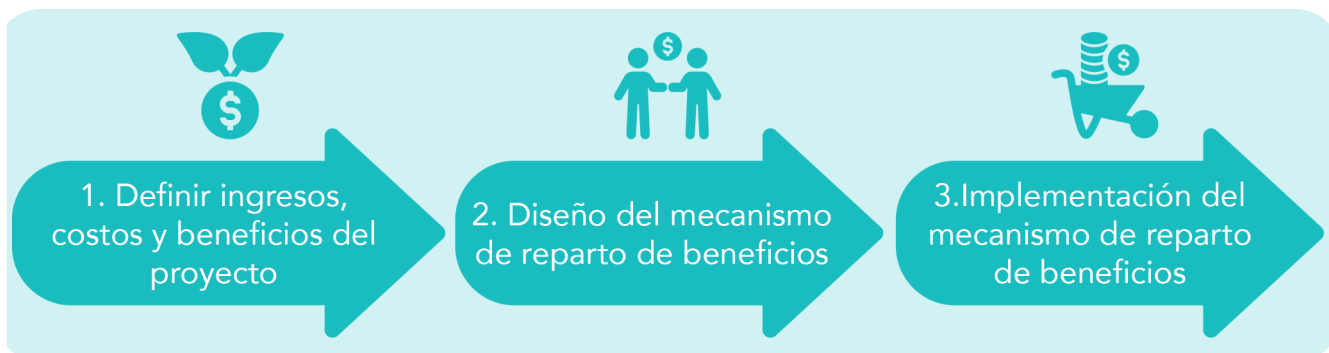 $
$
$
1. Definir ingresos,
costos y beneficios del
proyecto
2. Diseño del mecanismo
de reparto de beneficios
3.Implementación del
mecanismo de reparto
de beneficios